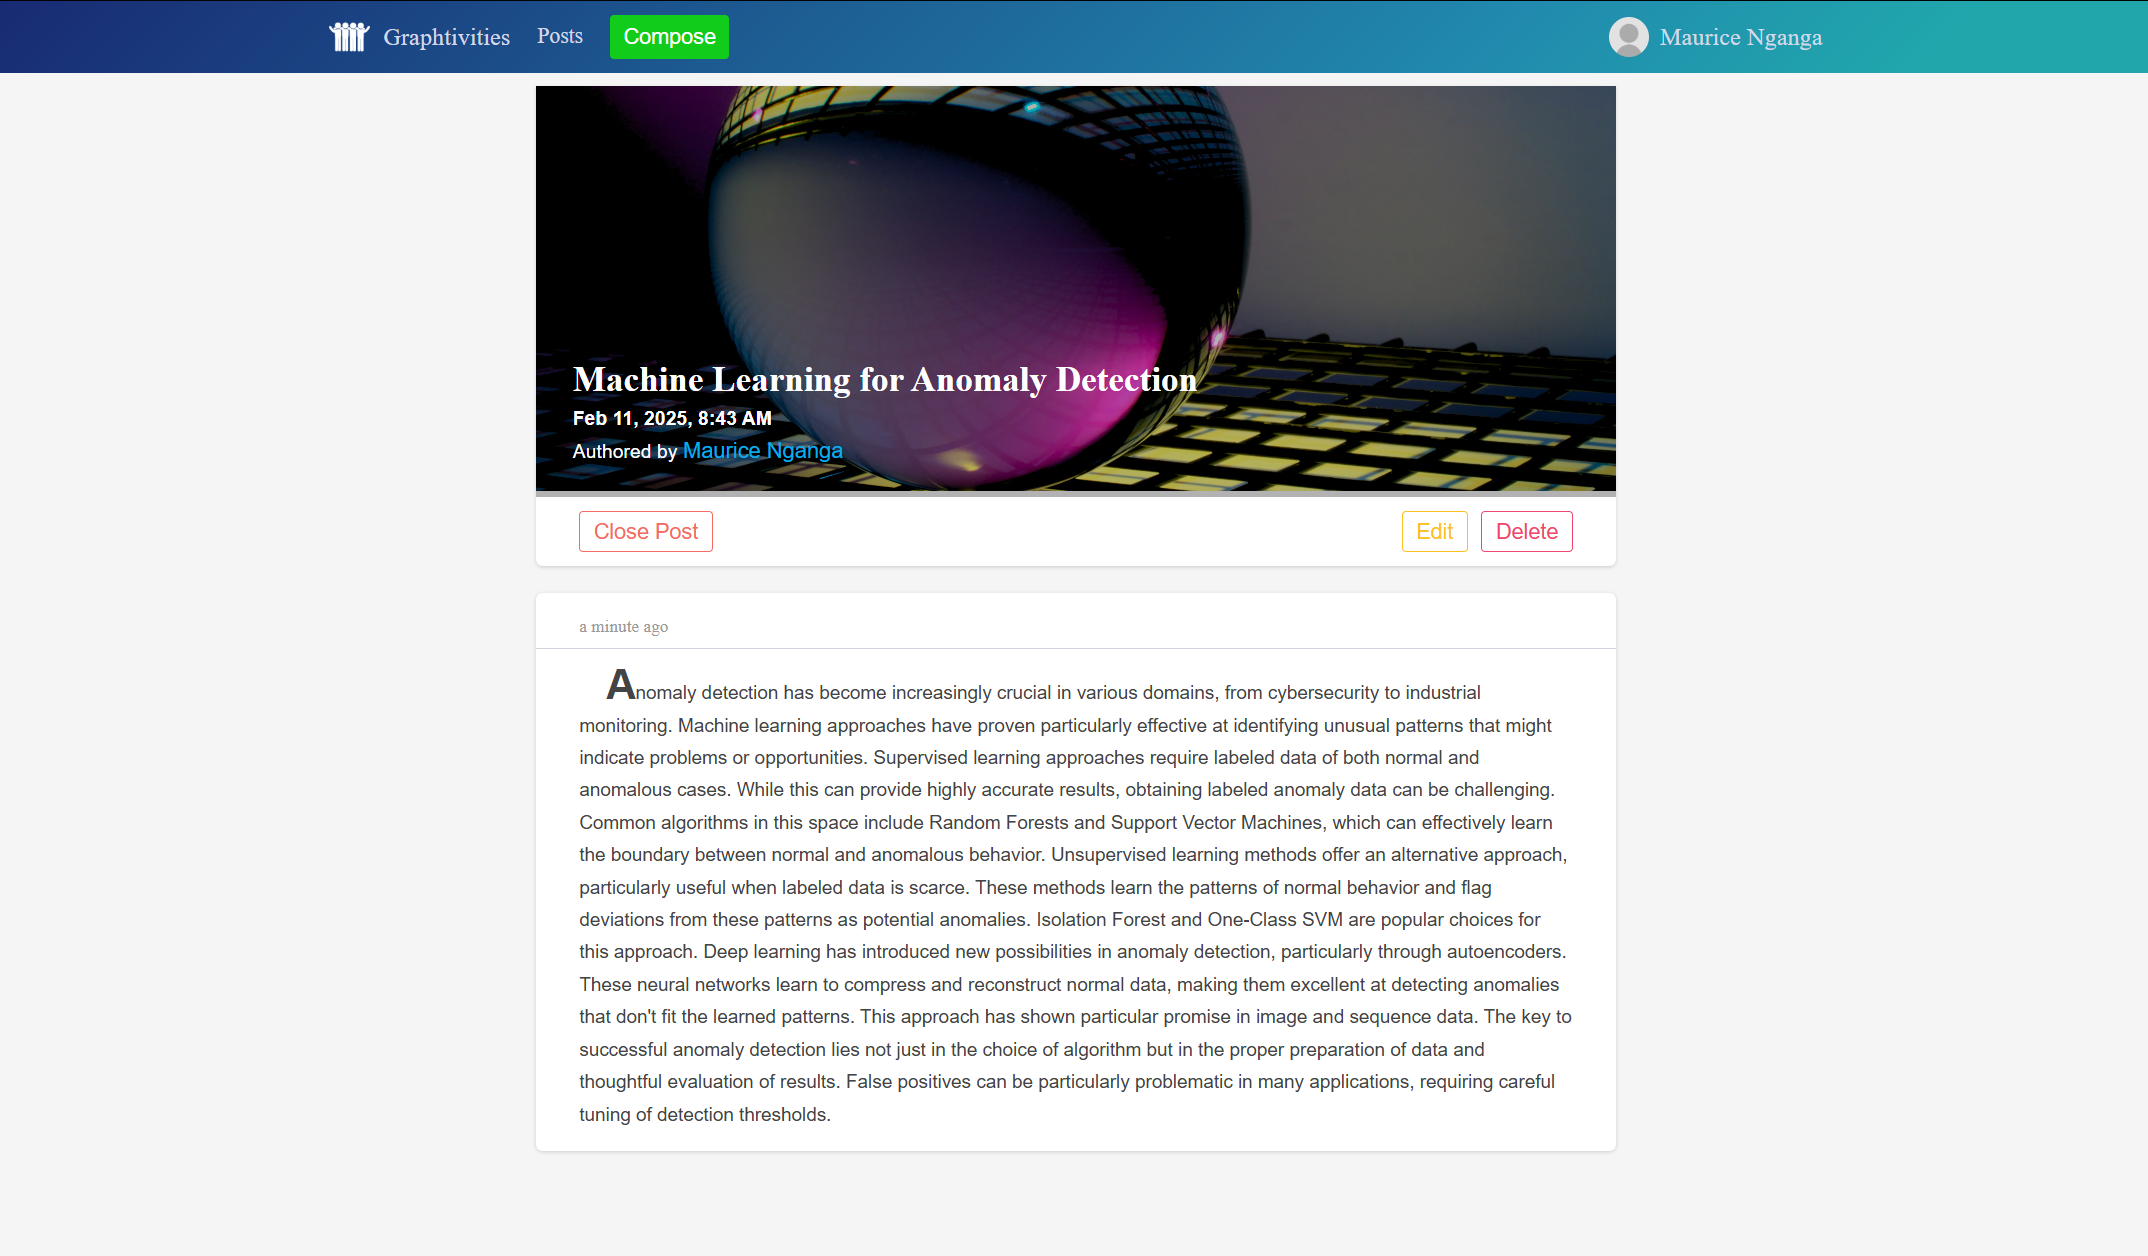 Graphtivities Posts Compose Maurice Nganga
Machine Learning for Anomaly Detection
Feb 11, 2025, 8:43 AM
Authored by Maurice Nganga
Close Post Edit Delete
a minute ago
Anomaly detection has become increasingly crucial in various domains, from cybersecurity to industrial
monitoring. Machine learning approaches have proven particularly effective at identifying unusual patterns that might
indicate problems or opportunities. Supervised learning approaches require labeled data of both normal and
anomalous cases. While this can provide highly accurate results, obtaining labeled anomaly data can be challenging.
Common algorithms in this space include Random Forests and Support Vector Machines, which can effectively learn
the boundary between normal and anomalous behavior. Unsupervised learning methods offer an alternative approach,
particularly useful when labeled data is scarce. These methods learn the patterns of normal behavior and flag
deviations from these patterns as potential anomalies. Isolation Forest and One-Class SVM are popular choices for
this approach. Deep learning has introduced new possibilities in anomaly detection, particularly through autoencoders.
These neural networks learn to compress and reconstruct normal data, making them excellent at detecting anomalies
that don't fit the learned patterns. This approach has shown particular promise in image and sequence data. The key to
successful anomaly detection lies not just in the choice of algorithm but in the proper preparation of data and
thoughtful evaluation of results. False positives can be particularly problematic in many applications, requiring careful
tuning of detection thresholds.